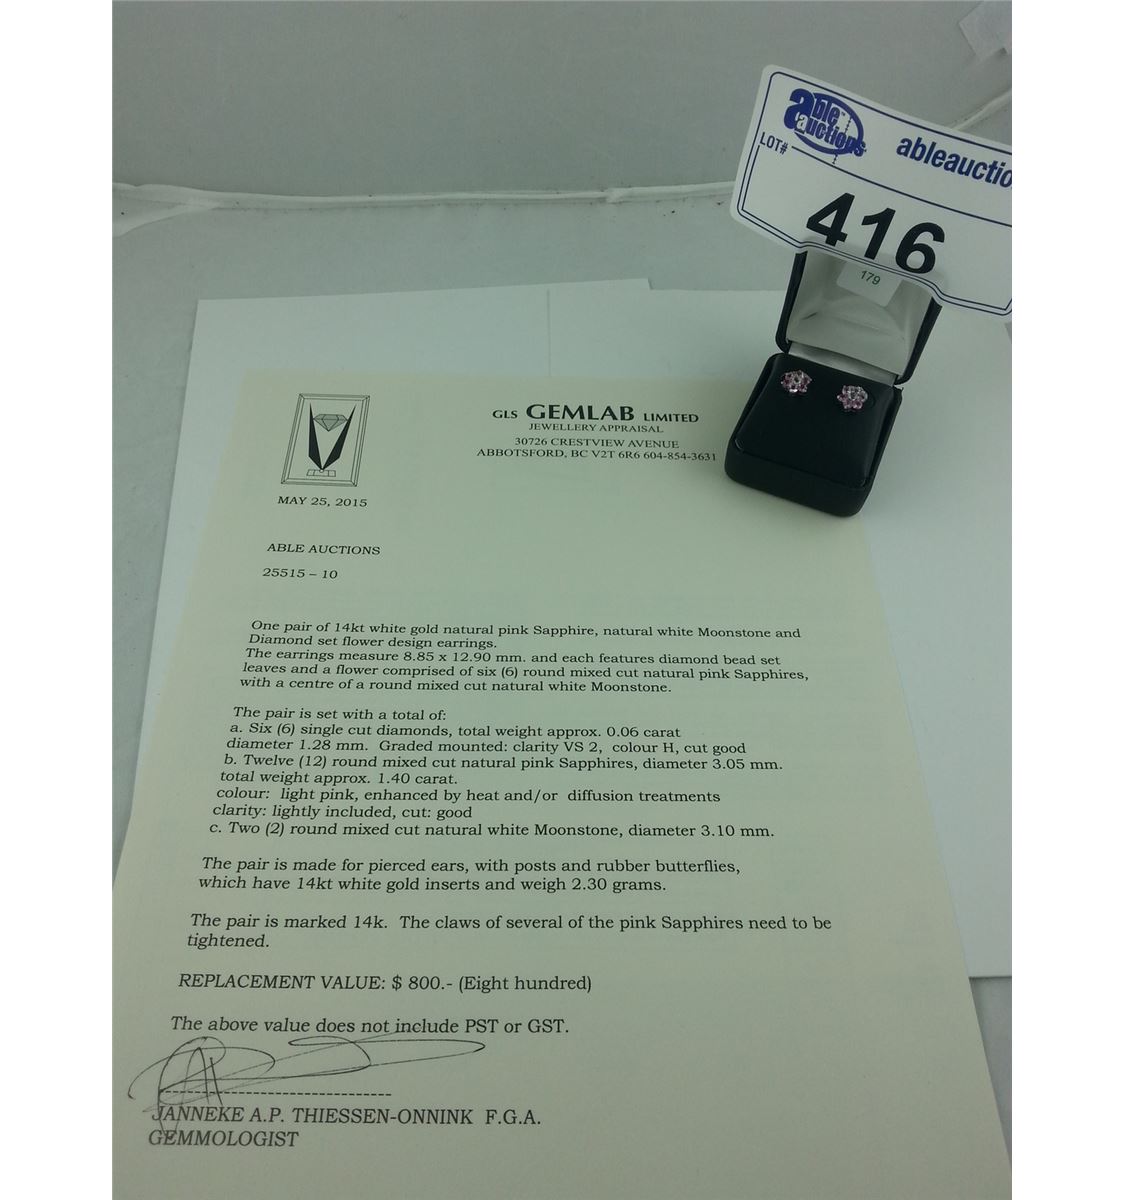 able
auctions
ableauctio
LOT#
416
179
GLS GEMLAB LIMITED
JEWELLERY APPRAISAL
30726 CRESTVIEW AVENUE
ABBOTSFORD, BC V2T 6R6 604-854-3631
MAY 25, 2015
ABLE AUCTIONS
25515 – 10
One pair of 14kt white gold natural pink Sapphire, natural white Moonstone and
Diamond set flower design earrings.
The earrings measure 8.85 x 12.90 mm. and each features diamond bead set
leaves and a flower comprised of six (6) round mixed cut natural pink Sapphires,
with a centre of a round mixed cut natural white Moonstone.
The pair is set with a total of:
a. Six (6) single cut diamonds, total weight approx. 0.06 carat
diameter 1.28 mm. Graded mounted: clarity VS 2, colour H, cut good
b. Twelve (12) round mixed cut natural pink Sapphires, diameter 3.05 mm.
total weight approx. 1.40 carat.
colour: light pink, enhanced by heat and/or diffusion treatments
clarity: lightly included, cut: good
c. Two (2) round mixed cut natural white Moonstone, diameter 3.10 mm.
The pair is made for pierced ears, with posts and rubber butterflies,
which have 14kt white gold inserts and weigh 2.30 grams.
The pair is marked 14k. The claws of several of the pink Sapphires need to be
tightened.
REPLACEMENT VALUE: $ 800.- (Eight hundred)
The above value does not include PST or GST.
JANNEKE A.P. THIESSEN-ONNINK F.G.A.
GEMMOLOGIST